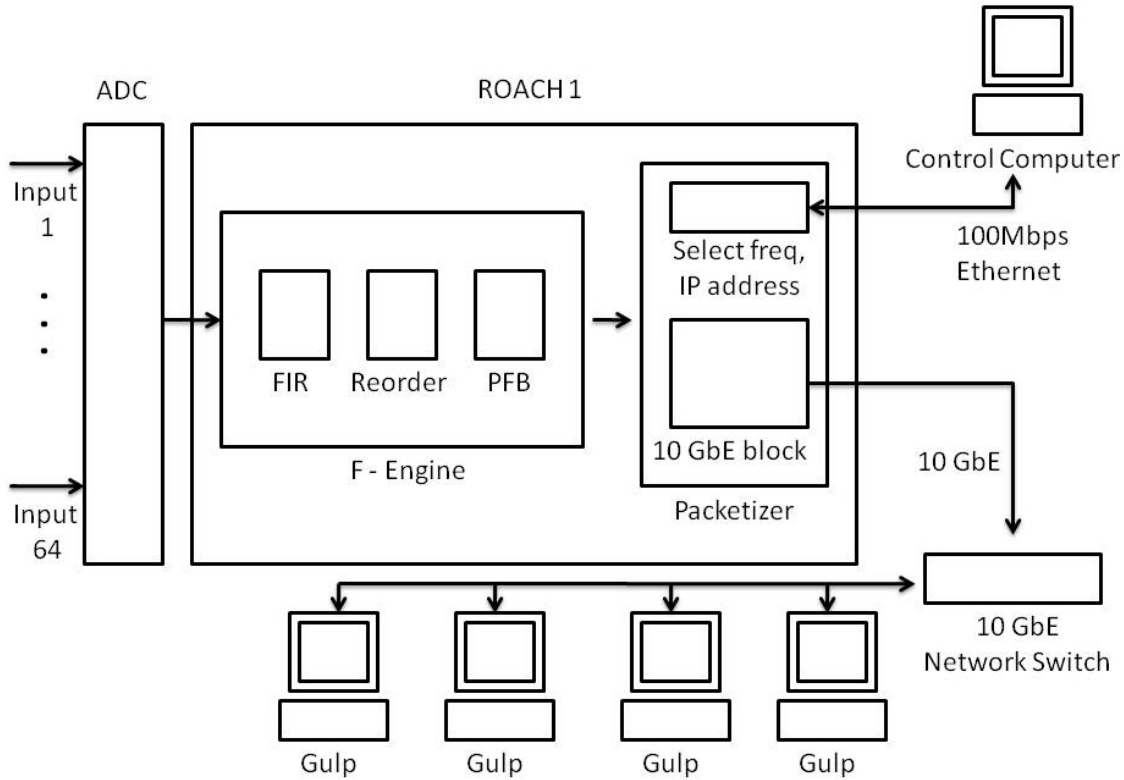 ADC
ROACH 1
Control Computer
Input
1
Select freq,
IP address
100Mbps
Ethernet
FIR
Reorder
PFB
10 GbE block
10 GbE
F - Engine
Packetizer
Input
64
10 GbE
Network Switch
Gulp
Gulp
Gulp
Gulp